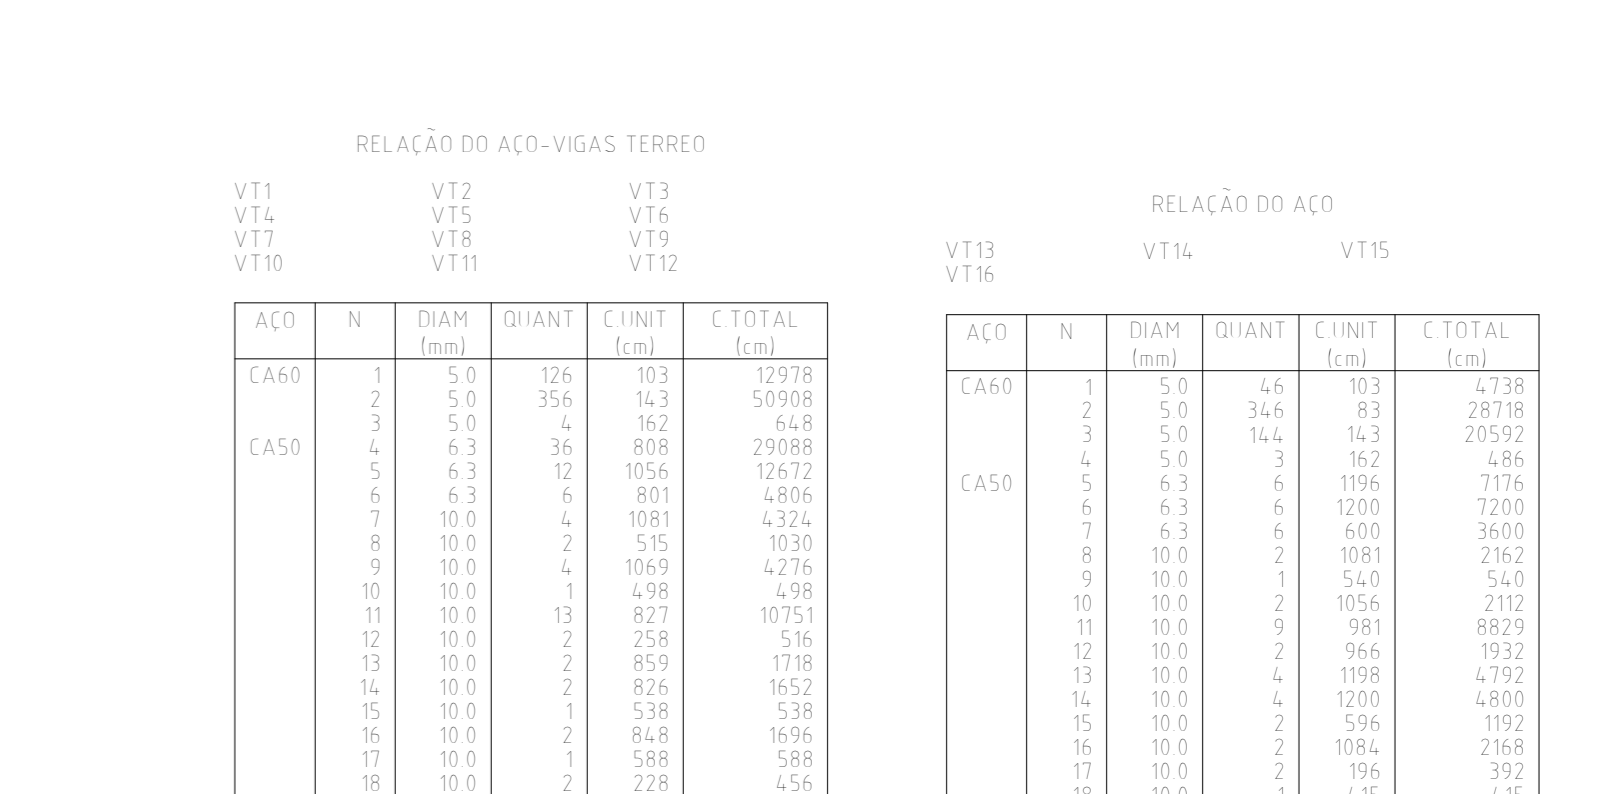 RELAÇÃO DO AÇO-VIGAS TERREO
VT1 VT2 VT3
VT4 VT5 VT6
VT7 VT8 VT9
VT10 VT11 VT12
AÇO N DIAM QUANT C.UNIT C.TOTAL
(mm) (cm) (cm)
CA60 1 5.0 126 103 12978
2 5.0 356 143 50908
3 5.0 4 162 648
CA50 4 6.3 36 808 29088
5 6.3 12 1056 12672
6 6.3 6 801 4806
7 10.0 4 1081 4324
8 10.0 2 515 1030
9 10.0 4 1069 4276
10 10.0 1 498 498
11 10.0 13 827 10751
12 10.0 2 258 516
13 10.0 2 859 1718
14 10.0 2 826 1652
15 10.0 1 538 538
16 10.0 2 848 1696
17 10.0 1 588 588
18 10.0 2 228 456
RELAÇÃO DO AÇO
VT13 VT14 VT15
VT16
AÇO N DIAM QUANT C.UNIT C.TOTAL
(mm) (cm) (cm)
CA60 1 5.0 46 103 4738
2 5.0 346 83 28718
3 5.0 144 143 20592
4 5.0 3 162 486
CA50 5 6.3 6 1196 7176
6 6.3 6 1200 7200
7 6.3 6 600 3600
8 10.0 2 1081 2162
9 10.0 1 540 540
10 10.0 2 1056 2112
11 10.0 9 981 8829
12 10.0 2 966 1932
13 10.0 4 1198 4792
14 10.0 4 1200 4800
15 10.0 2 596 1192
16 10.0 2 1084 2168
17 10.0 2 196 392
18 10.0 1 415 415